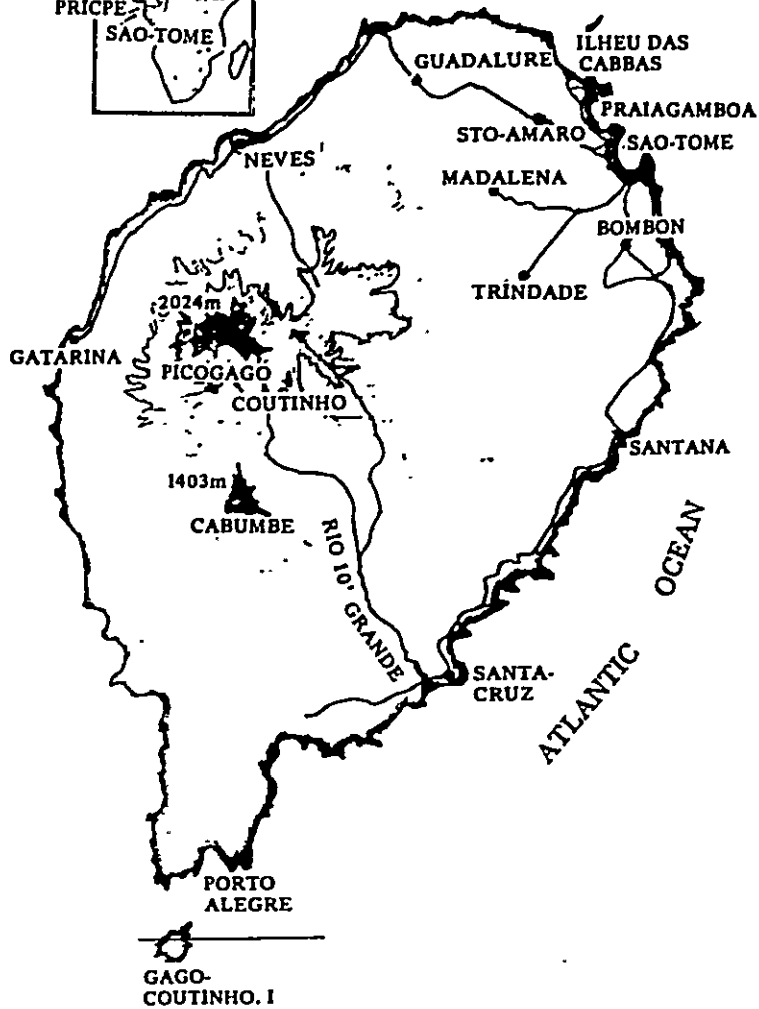 PRICPE
SAO-TOME
GUADALURE
ILHEU DAS
CABBAS
PRAIAGAMBOA
STO-AMARO
SAO-TOME
NEVES
MADALENA
BOMBON
TRINDADE
2024m
GATARINA
PICOGAGO
COUTINHO
SANTANA
1403m
CABUMBE
RIO 10' GRANDE
ATLANTIC OCEAN
SANTA-
CRUZ
PORTO
ALEGRE
GAGO-
COUTINHO. I